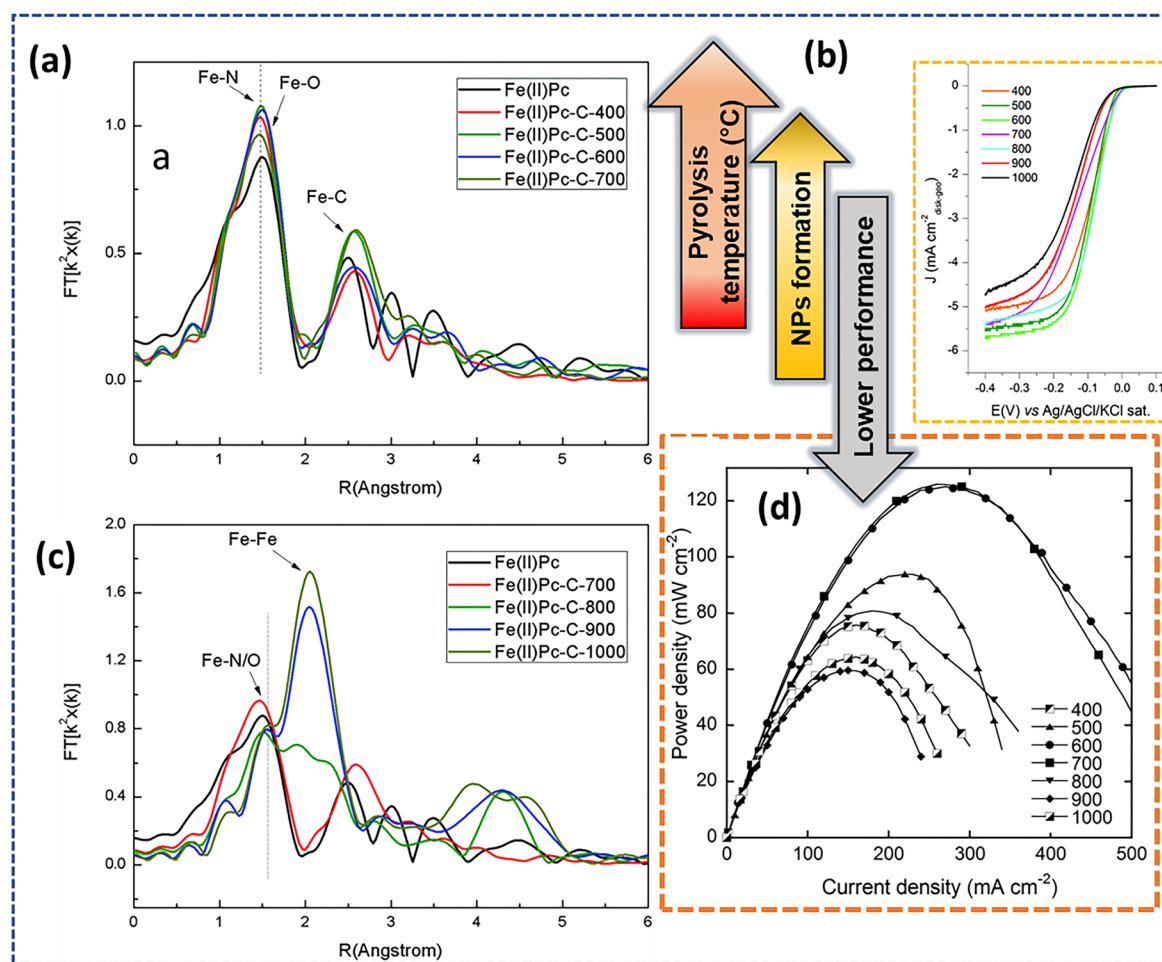 (a)
Fe-N
Fe-O
Fe-C
a
Fe(II)Pc
Fe(II)Pc-C-400
Fe(II)Pc-C-500
Fe(II)Pc-C-600
Fe(II)Pc-C-700
FT[k²x(k)]
1.0
0.5
0.0
0 1 2 3 4 5 6
R(Angstrom)
Pyrolysis
temperature (°C)
NPs formation
Lower performance
(b)
400
500
600
700
800
900
1000
J (mA cm⁻² disk-geo)
0
-1
-2
-3
-4
-5
-6
-0.4 -0.3 -0.2 -0.1 0.0 0.1
E(V) vs Ag/AgCl/KCl sat.
(c)
Fe-Fe
Fe-N/O
Fe(II)Pc
Fe(II)Pc-C-700
Fe(II)Pc-C-800
Fe(II)Pc-C-900
Fe(II)Pc-C-1000
FT[k²x(k)]
2.0
1.6
1.2
0.8
0.4
0.0
0 1 2 3 4 5 6
R(Angstrom)
(d)
Power density (mW cm⁻²)
120
100
80
60
40
20
0
400
500
600
700
800
900
1000
0 100 200 300 400 500
Current density (mA cm⁻²)